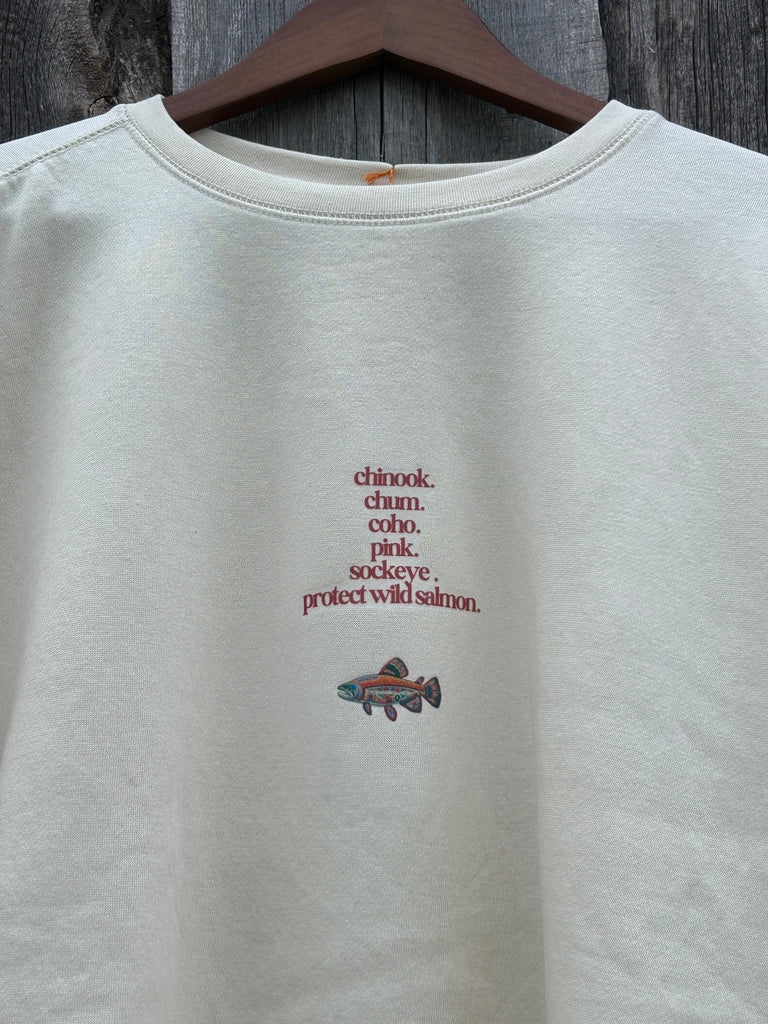 chinook.
chum.
coho.
pink.
sockeye .
protect wild salmon.